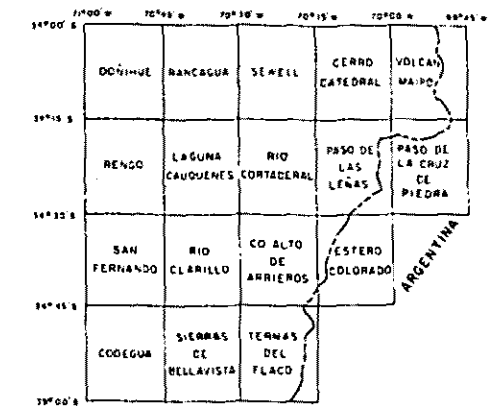 71°00' W 70°45' W 70°30' W 70°15' W 70°00' W 69°45' W
34°00' S
DOÑIHUE RANCAGUA SEWELL CERRO CATEDRAL VOLCAN MAIPO
34°15' S
RENGO LAGUNA CAUQUENES RIO CORTADERAL PASO DE LAS LEÑAS PASO DE LA CRUZ DE PIEDRA
34°30' S
SAN FERNANDO RIO CLARILLO CO ALTO DE ARRIEROS ESTERO COLORADO ARGENTINA
34°45' S
CODEGUA SIERRAS DE BELLAVISTA TERMAS DEL FLACO
35°00' S